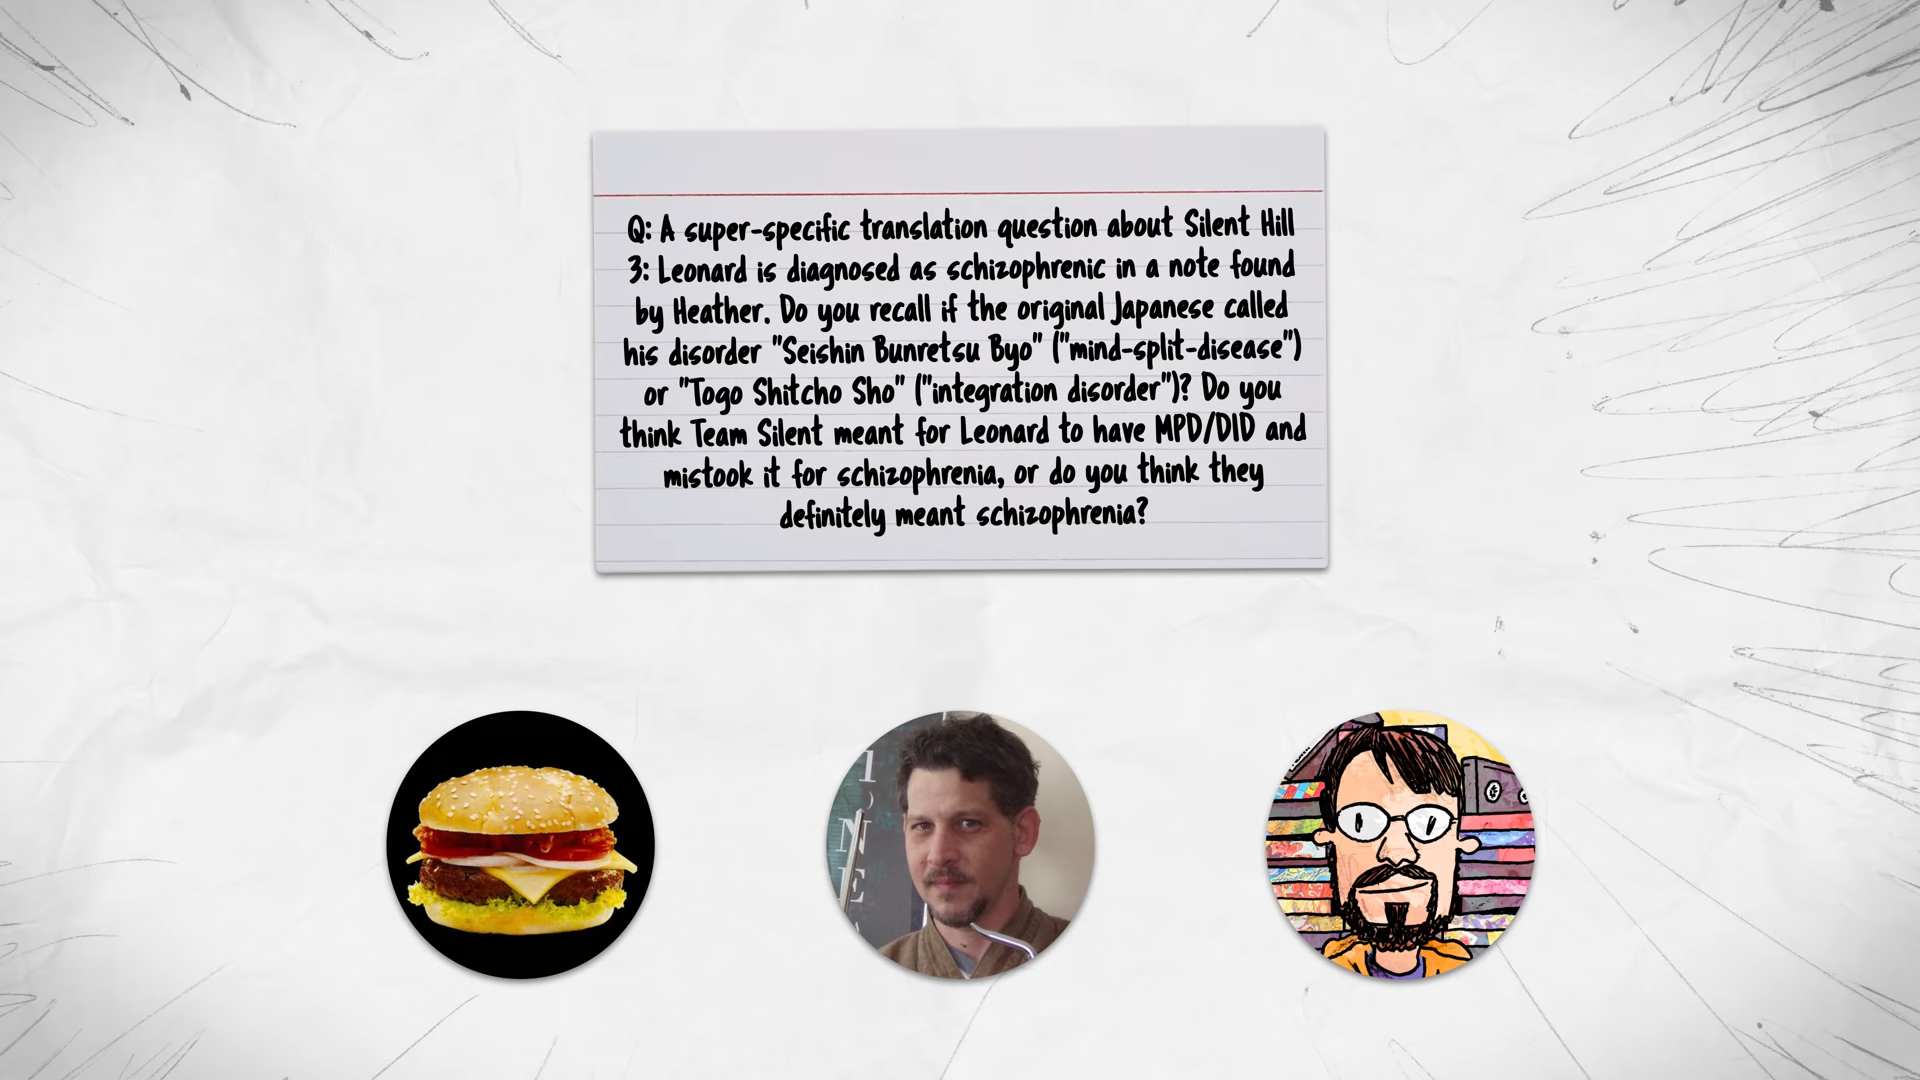 Q: A super-specific translation question about Silent Hill
3: Leonard is diagnosed as schizophrenic in a note found
by Heather. Do you recall if the original Japanese called
his disorder "Seishin Bunretsu Byo" ("mind-split-disease")
or "Togo Shitcho Sho" ("integration disorder")? Do you
think Team Silent meant for Leonard to have MPD/DID and
mistook it for schizophrenia, or do you think they
definitely meant schizophrenia?